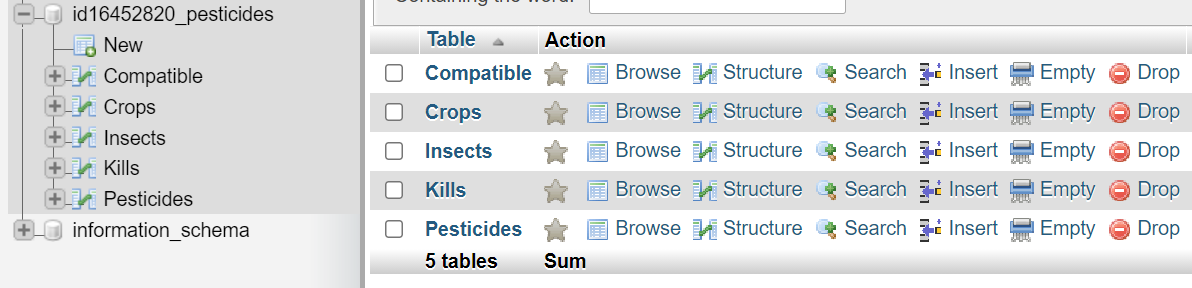 id16452820_pesticides
New
Compatible
Crops
Insects
Kills
Pesticides
information_schema
Containing the word:
Table Action
Compatible Browse Structure Search Insert Empty Drop
Crops Browse Structure Search Insert Empty Drop
Insects Browse Structure Search Insert Empty Drop
Kills Browse Structure Search Insert Empty Drop
Pesticides Browse Structure Search Insert Empty Drop
5 tables Sum